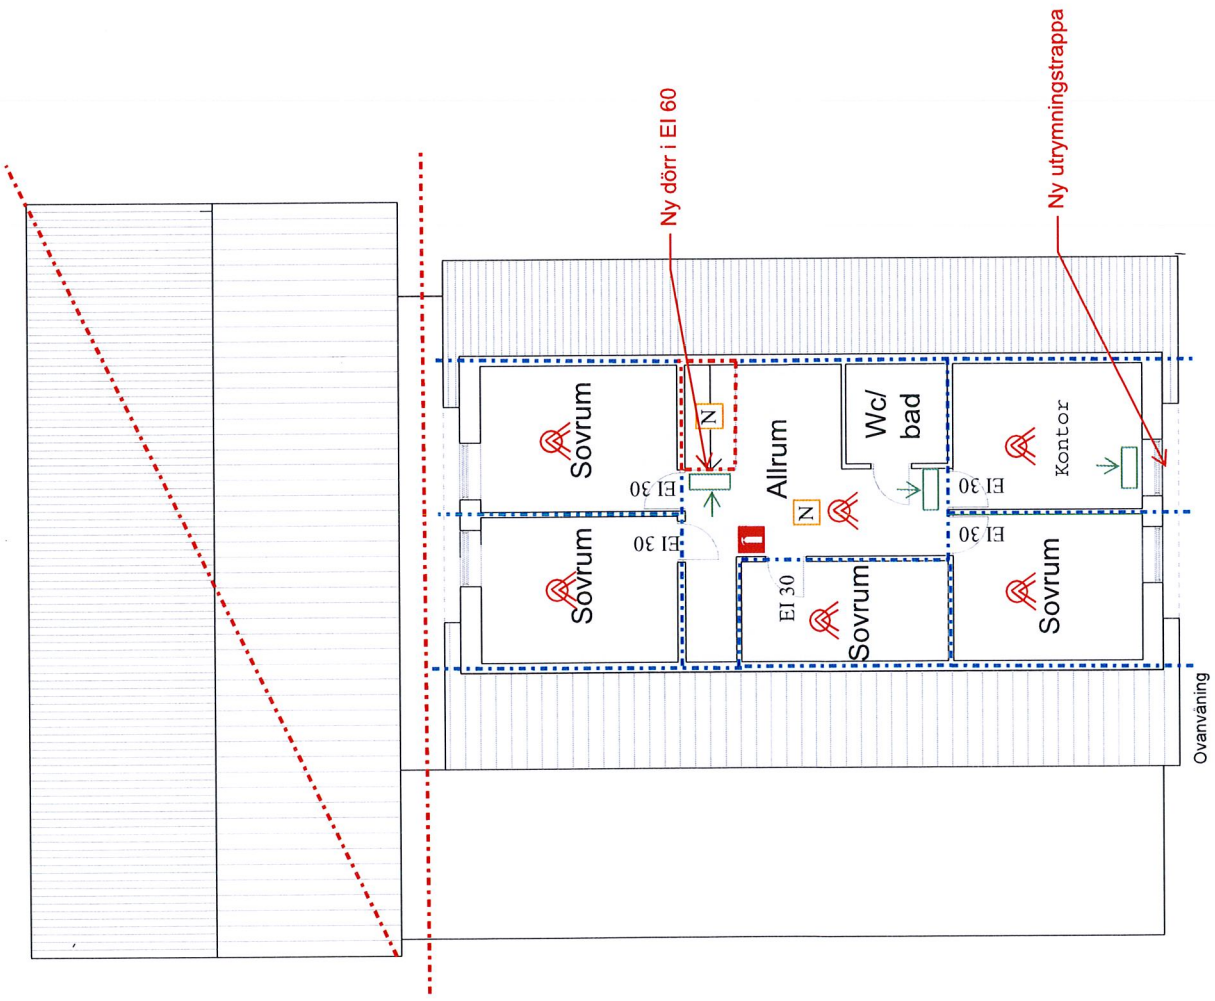 Ny utrymningstrappa
Ny dörr i EI 60
Sovrum
N
Wc/
bad
Kontor
Allrum
EI 30
EI 30
N
EI 30
EI 30
Sovrum
EI 30
Sovrum
Sovrum
Ovanvåning